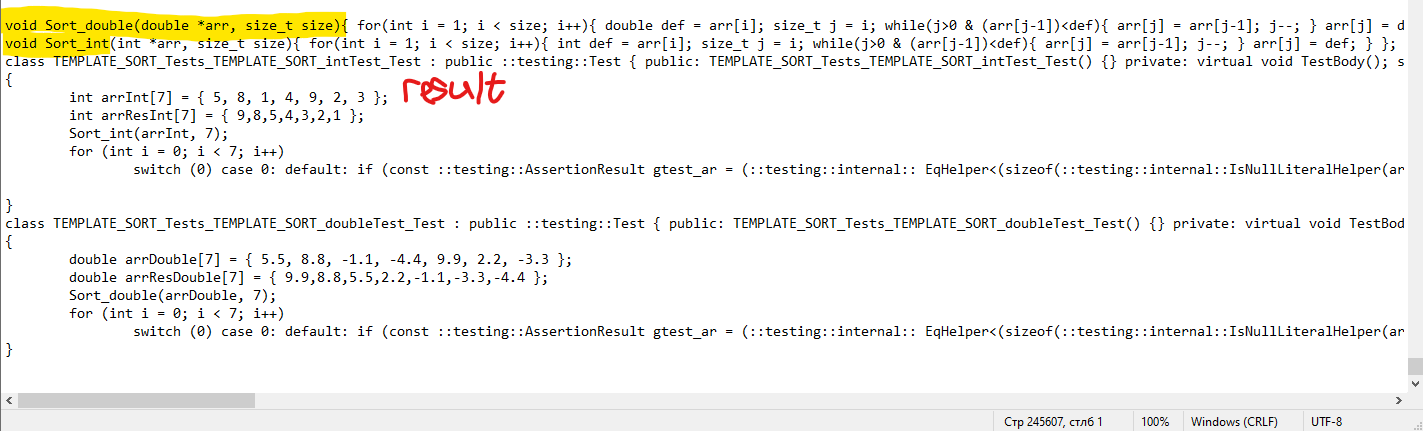 void Sort_double(double *arr, size_t size){ for(int i = 1; i < size; i++){ double def = arr[i]; size_t j = i; while(j>0 & (arr[j-1])<def){ arr[j] = arr[j-1]; j--; } arr[j] = d
void Sort_int(int *arr, size_t size){ for(int i = 1; i < size; i++){ int def = arr[i]; size_t j = i; while(j>0 & (arr[j-1])<def){ arr[j] = arr[j-1]; j--; } arr[j] = def; } };
class TEMPLATE_SORT_Tests_TEMPLATE_SORT_intTest_Test : public ::testing::Test { public: TEMPLATE_SORT_Tests_TEMPLATE_SORT_intTest_Test() {} private: virtual void TestBody(); s
{
int arrInt[7] = { 5, 8, 1, 4, 9, 2, 3 }; result
int arrResInt[7] = { 9,8,5,4,3,2,1 };
Sort_int(arrInt, 7);
for (int i = 0; i < 7; i++)
switch (0) case 0: default: if (const ::testing::AssertionResult gtest_ar = (::testing::internal:: EqHelper<(sizeof(::testing::internal::IsNullLiteralHelper(ar
}
class TEMPLATE_SORT_Tests_TEMPLATE_SORT_doubleTest_Test : public ::testing::Test { public: TEMPLATE_SORT_Tests_TEMPLATE_SORT_doubleTest_Test() {} private: virtual void TestBod
{
double arrDouble[7] = { 5.5, 8.8, -1.1, -4.4, 9.9, 2.2, -3.3 };
double arrResDouble[7] = { 9.9,8.8,5.5,2.2,-1.1,-3.3,-4.4 };
Sort_double(arrDouble, 7);
for (int i = 0; i < 7; i++)
switch (0) case 0: default: if (const ::testing::AssertionResult gtest_ar = (::testing::internal:: EqHelper<(sizeof(::testing::internal::IsNullLiteralHelper(ar
}
Стр 245607, стлб 1 100% Windows (CRLF) UTF-8